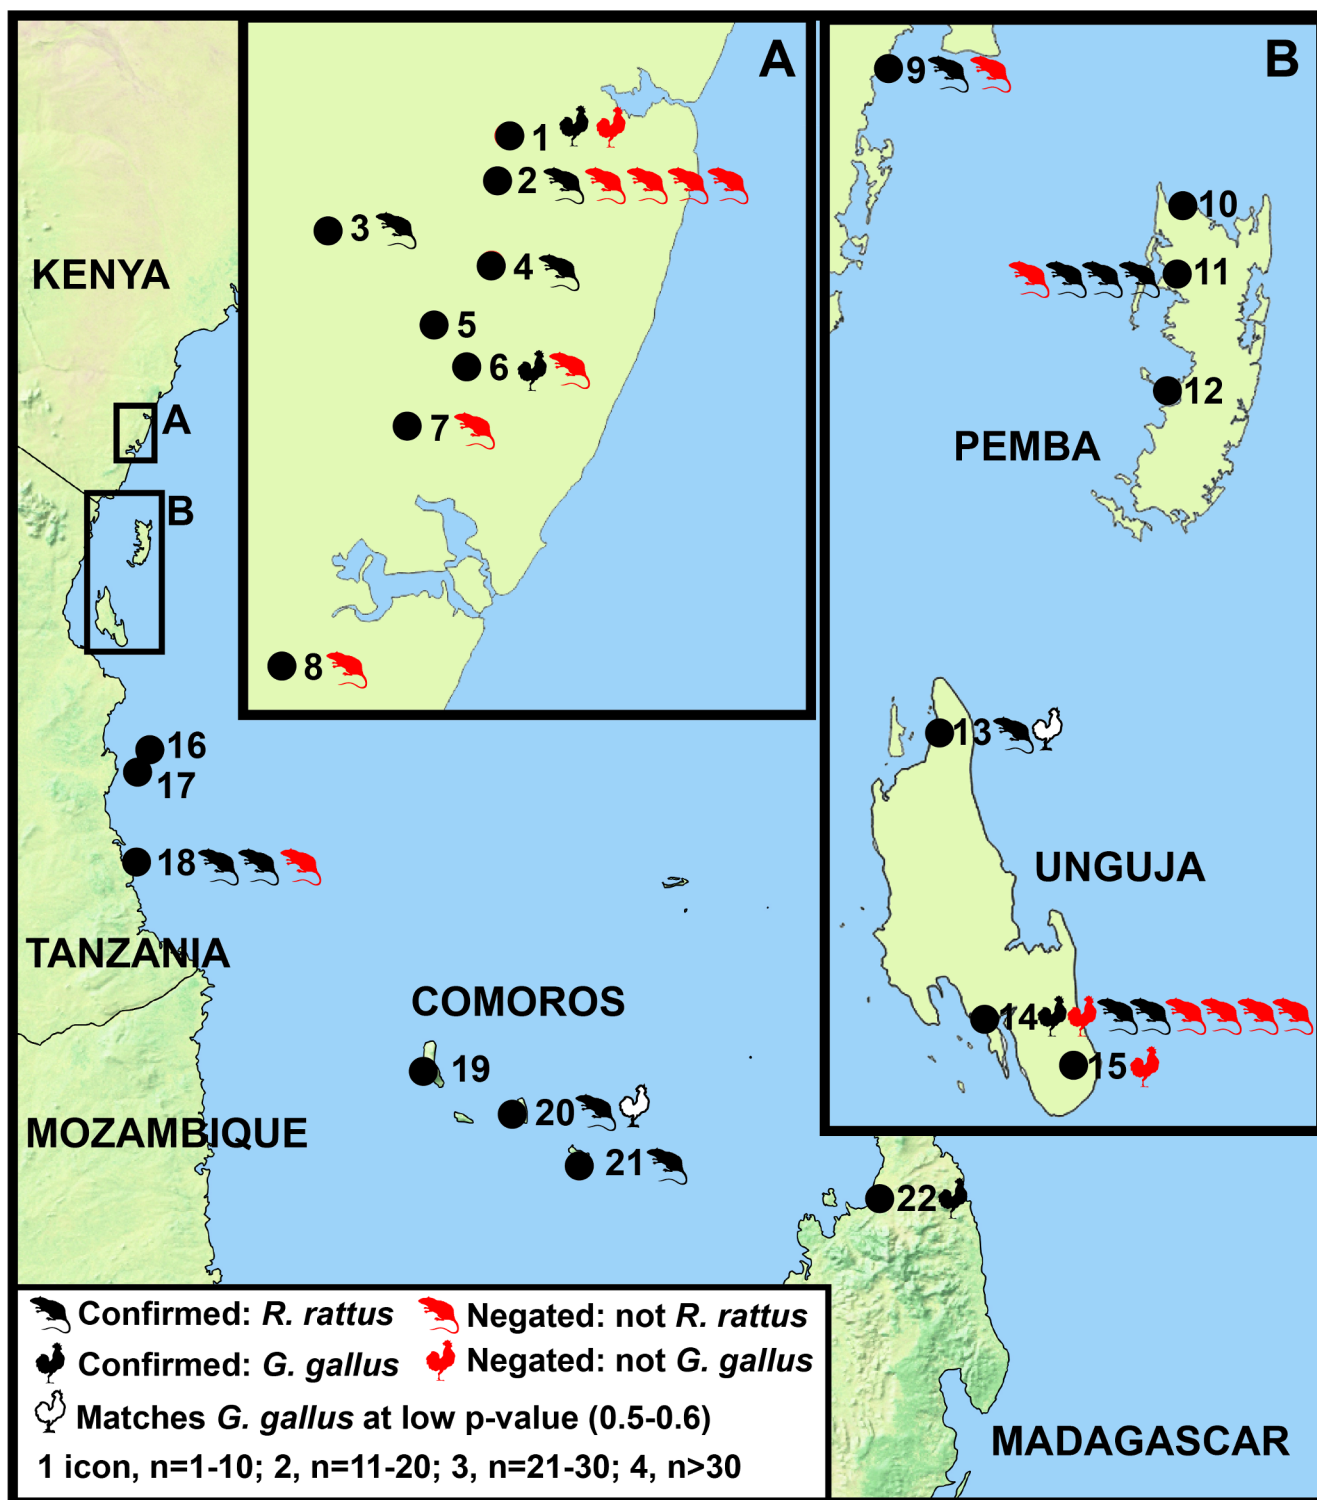 A
B
1
2
3
4
5
6
7
8
9
10
11
12
PEMBA
13
UNGUJA
14
15
KENYA
A
B
16
17
18
TANZANIA
COMOROS
19
20
21
MOZAMBIQUE
22
MADAGASCAR
Confirmed: R. rattus
Negated: not R. rattus
Confirmed: G. gallus
Negated: not G. gallus
Matches G. gallus at low p-value (0.5-0.6)
1 icon, n=1-10; 2, n=11-20; 3, n=21-30; 4, n>30